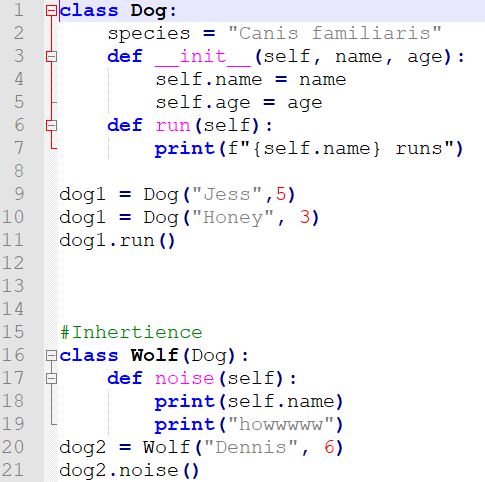 1 class Dog:
2     species = "Canis familiaris"
3     def __init__(self, name, age):
4         self.name = name
5         self.age = age
6     def run(self):
7         print(f"{self.name} runs")
8
9 dog1 = Dog("Jess",5)
10 dog1 = Dog("Honey", 3)
11 dog1.run()
12
13
14
15 #Inhertience
16 class Wolf(Dog):
17     def noise(self):
18         print(self.name)
19         print("howwwww")
20 dog2 = Wolf("Dennis", 6)
21 dog2.noise()